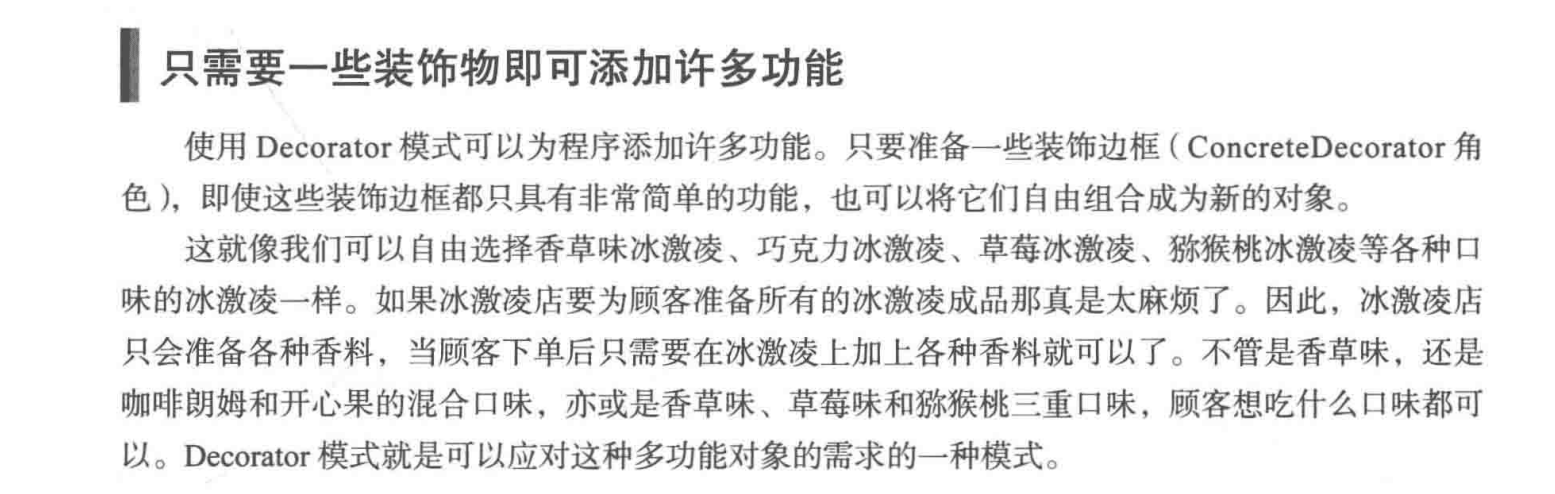 只需要一些装饰物即可添加许多功能
使用 Decorator 模式可以为程序添加许多功能。只要准备一些装饰边框（ConcreteDecorator 角
色），即使这些装饰边框都只具有非常简单的功能，也可以将它们自由组合成为新的对象。
这就像我们可以自由选择香草味冰激凌、巧克力冰激凌、草莓冰激凌、猕猴桃冰激凌等各种口
味的冰激凌一样。如果冰激凌店要为顾客准备所有的冰激凌成品那真是太麻烦了。因此，冰激凌店
只会准备各种香料，当顾客下单后只需要在冰激凌上加上各种香料就可以了。不管是香草味，还是
咖啡朗姆和开心果的混合口味，亦或是香草味、草莓味和猕猴桃三重口味，顾客想吃什么口味都可
以。Decorator 模式就是可以应对这种多功能对象的需求的一种模式。